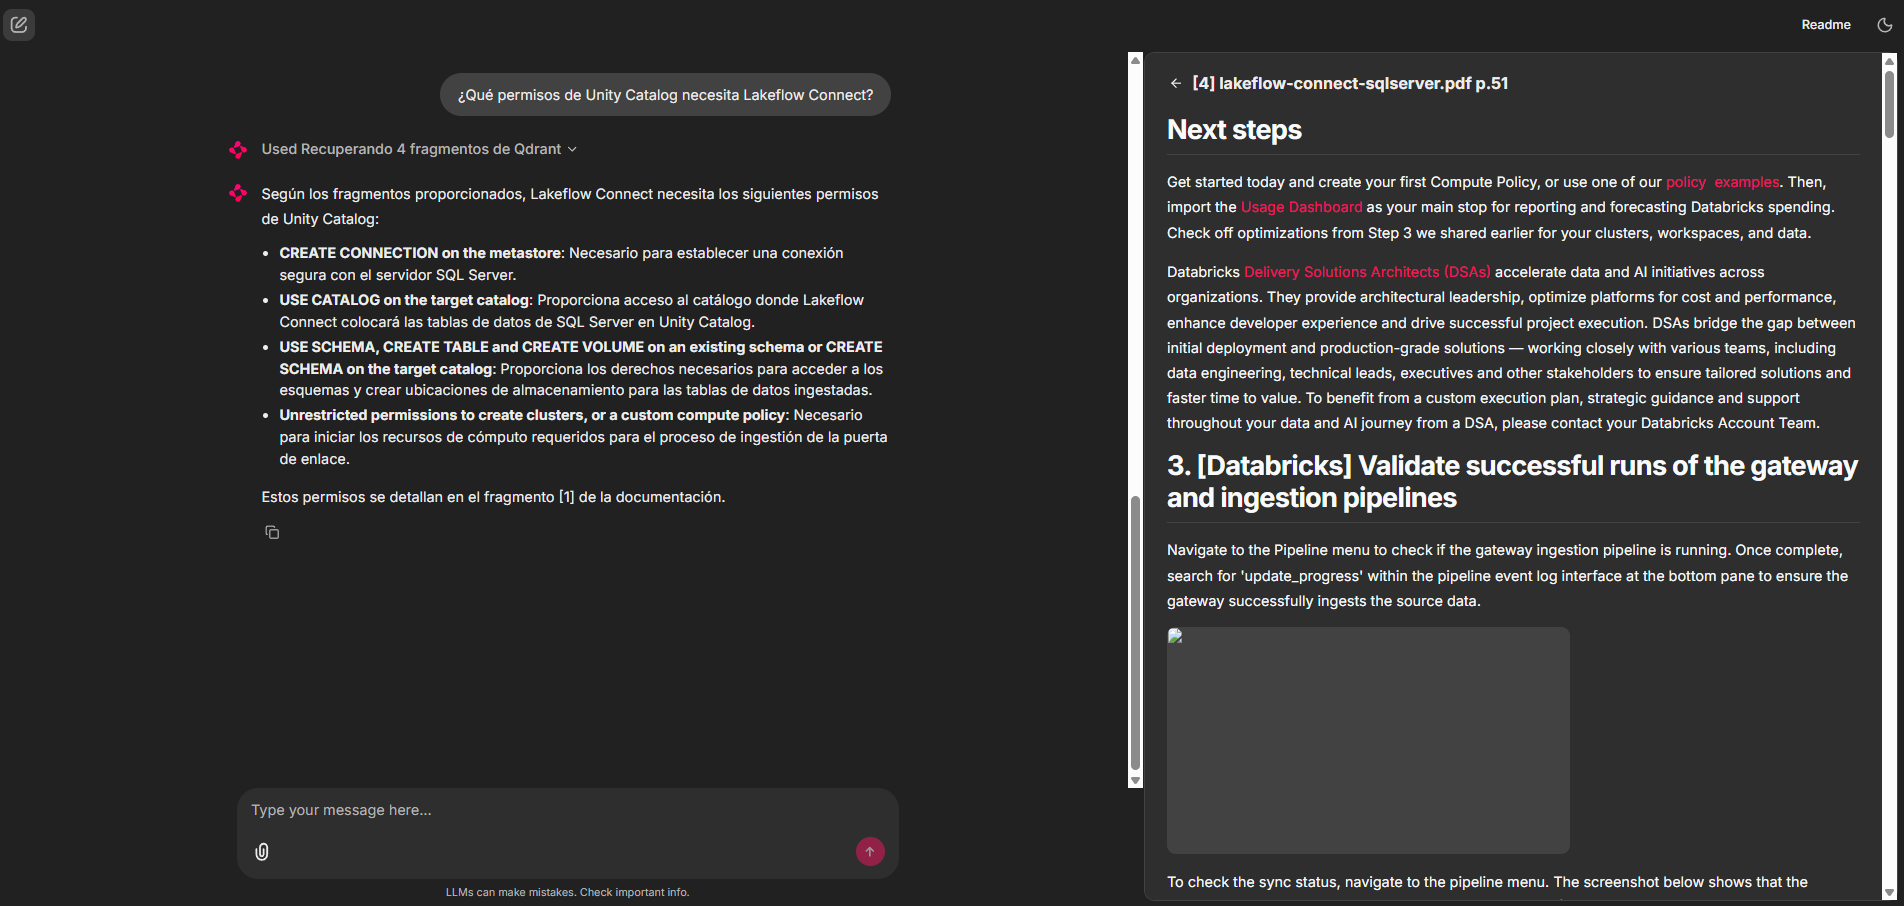 Readme
¿Qué permisos de Unity Catalog necesita Lakeflow Connect?
Used Recuperando 4 fragmentos de Qdrant
Según los fragmentos proporcionados, Lakeflow Connect necesita los siguientes permisos
de Unity Catalog:
CREATE CONNECTION on the metastore: Necesario para establecer una conexión
segura con el servidor SQL Server.
USE CATALOG on the target catalog: Proporciona acceso al catálogo donde Lakeflow
Connect colocará las tablas de datos de SQL Server en Unity Catalog.
USE SCHEMA, CREATE TABLE and CREATE VOLUME on an existing schema or CREATE
SCHEMA on the target catalog: Proporciona los derechos necesarios para acceder a los
esquemas y crear ubicaciones de almacenamiento para las tablas de datos ingestadas.
Unrestricted permissions to create clusters, or a custom compute policy: Necesario
para iniciar los recursos de cómputo requeridos para el proceso de ingestión de la puerta
de enlace.
Estos permisos se detallan en el fragmento [1] de la documentación.
Type your message here...
LLMs can make mistakes. Check important info.
[4] lakeflow-connect-sqlserver.pdf p.51
Next steps
Get started today and create your first Compute Policy, or use one of our policy examples. Then,
import the Usage Dashboard as your main stop for reporting and forecasting Databricks spending.
Check off optimizations from Step 3 we shared earlier for your clusters, workspaces, and data.
Databricks Delivery Solutions Architects (DSAs) accelerate data and AI initiatives across
organizations. They provide architectural leadership, optimize platforms for cost and performance,
enhance developer experience and drive successful project execution. DSAs bridge the gap between
initial deployment and production-grade solutions — working closely with various teams, including
data engineering, technical leads, executives and other stakeholders to ensure tailored solutions and
faster time to value. To benefit from a custom execution plan, strategic guidance and support
throughout your data and AI journey from a DSA, please contact your Databricks Account Team.
3. [Databricks] Validate successful runs of the gateway
and ingestion pipelines
Navigate to the Pipeline menu to check if the gateway ingestion pipeline is running. Once complete,
search for 'update_progress' within the pipeline event log interface at the bottom pane to ensure the
gateway successfully ingests the source data.
To check the sync status, navigate to the pipeline menu. The screenshot below shows that the